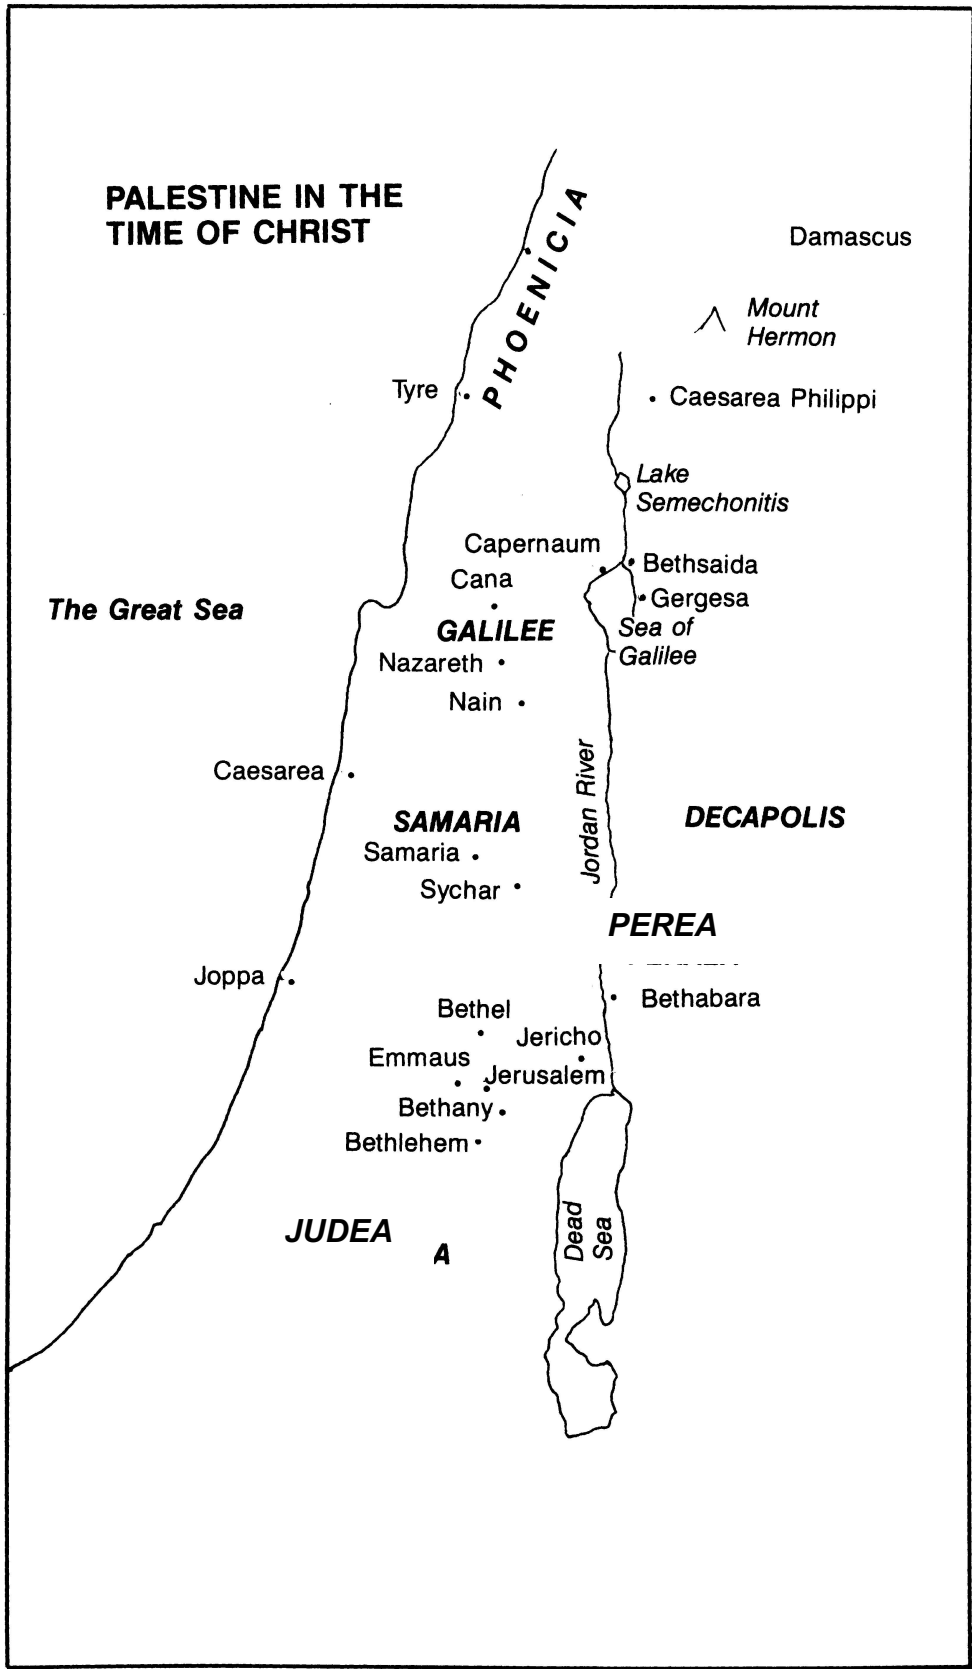 PALESTINE IN THE
TIME OF CHRIST
PHOENICIA
Damascus
Mount
Hermon
Tyre
Caesarea Philippi
Lake
Semechonitis
Capernaum
Bethsaida
Cana
Gergesa
The Great Sea
GALILEE
Sea of
Galilee
Nazareth
Nain
Jordan River
Caesarea
SAMARIA
DECAPOLIS
Samaria
Sychar
PEREA
Joppa
Bethabara
Bethel
Jericho
Emmaus
Jerusalem
Bethany
Bethlehem
Dead
Sea
JUDEA
A